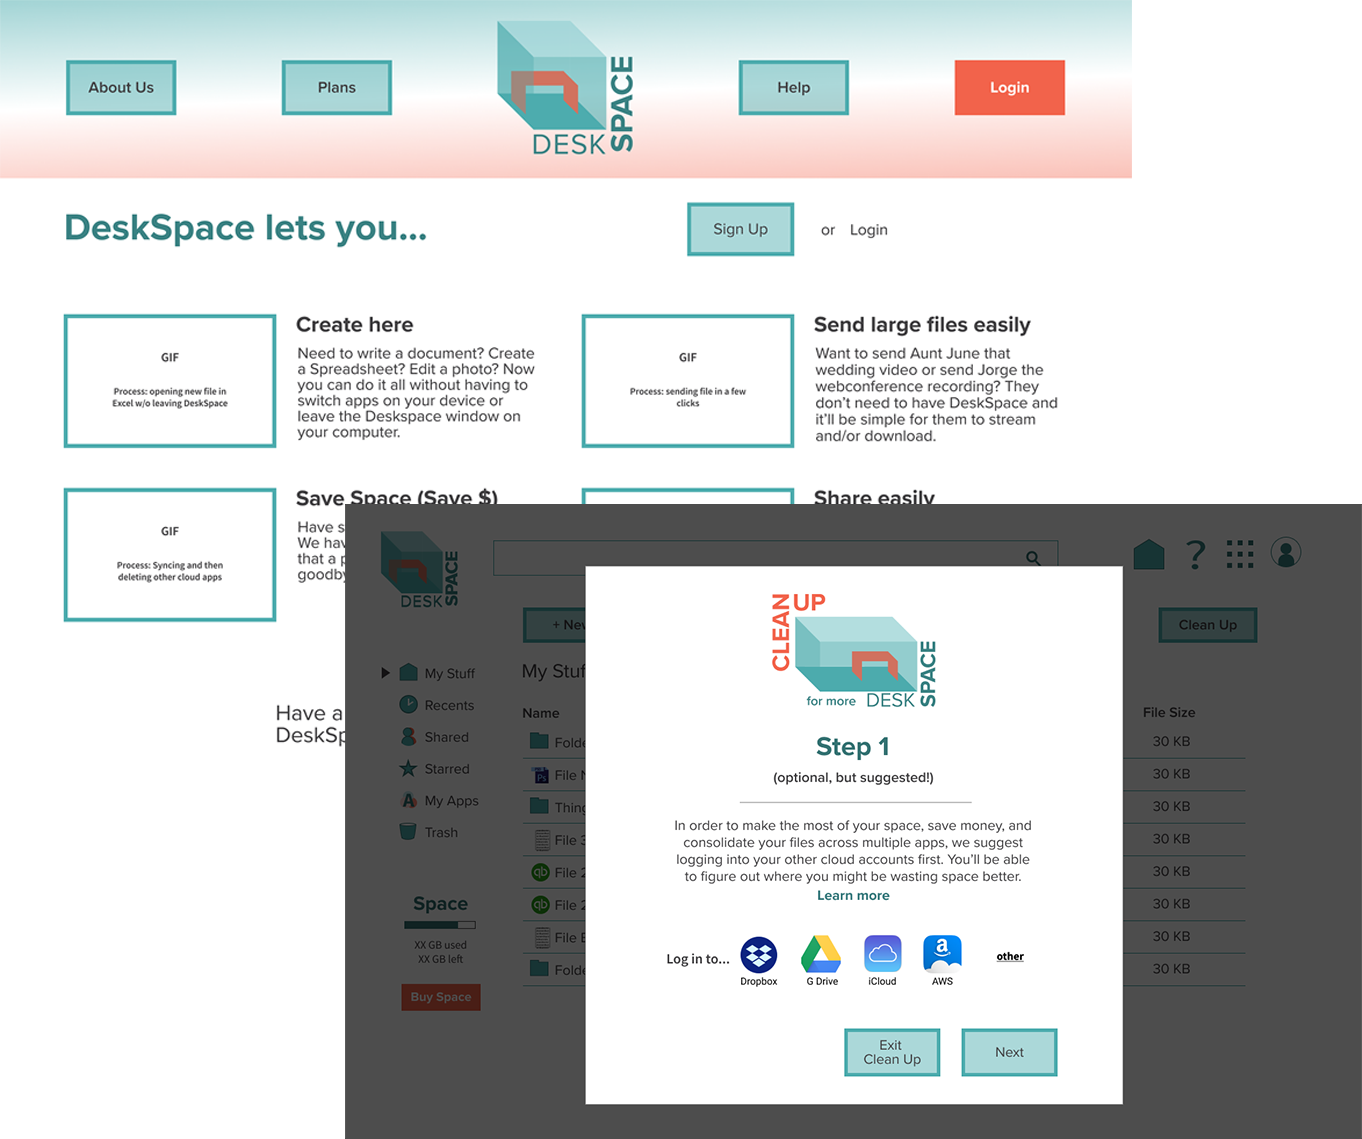 About Us
Plans
DESK SPACE
Help
Login
DeskSpace lets you...
Sign Up
or Login
GIF
Process: opening new file in
Excel w/o leaving DeskSpace
Create here
Need to write a document? Create
a Spreadsheet? Edit a photo? Now
you can do it all without having to
switch apps on your device or
leave the Deskspace window on
your computer.
GIF
Process: sending file in a few
clicks
Send large files easily
Want to send Aunt June that
wedding video or send Jorge the
webconference recording? They
don't need to have DeskSpace and
it'll be simple for them to stream
and/or download.
GIF
Process: Syncing and then
deleting other cloud apps
Save Space (Save $)
Have s
We hav
that a p
goodby
Share easily
Have a
DeskSp
DESK SPACE
+ New
Clean Up
My Stuff
Recents
Shared
Starred
My Apps
Trash
Space
XX GB used
XX GB left
Buy Space
My Stuf
Name
File Size
Folde
30 KB
File N
30 KB
Thing
30 KB
File 3
30 KB
File 2
30 KB
File 2
30 KB
File E
30 KB
Folde
30 KB
CLEAN UP
for more DESK SPACE
Step 1
(optional, but suggested!)
In order to make the most of your space, save money, and
consolidate your files across multiple apps, we suggest
logging into your other cloud accounts first. You'll be able
to figure out where you might be wasting space better.
Learn more
Log in to...
Dropbox
G Drive
iCloud
AWS
other
Exit
Clean Up
Next